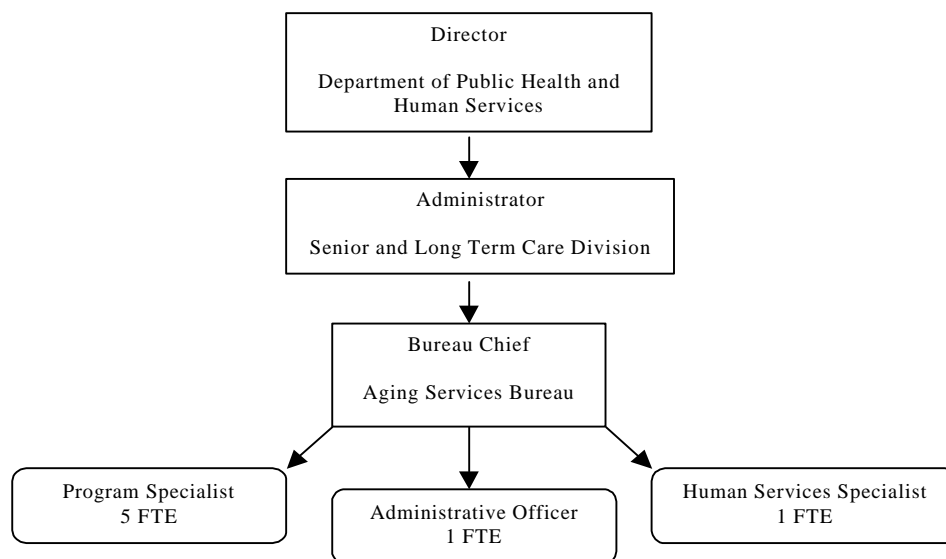 Director
Department of Public Health and
Human Services
Administrator
Senior and Long Term Care Division
Bureau Chief
Aging Services Bureau
Program Specialist
5 FTE
Administrative Officer
1 FTE
Human Services Specialist
1 FTE